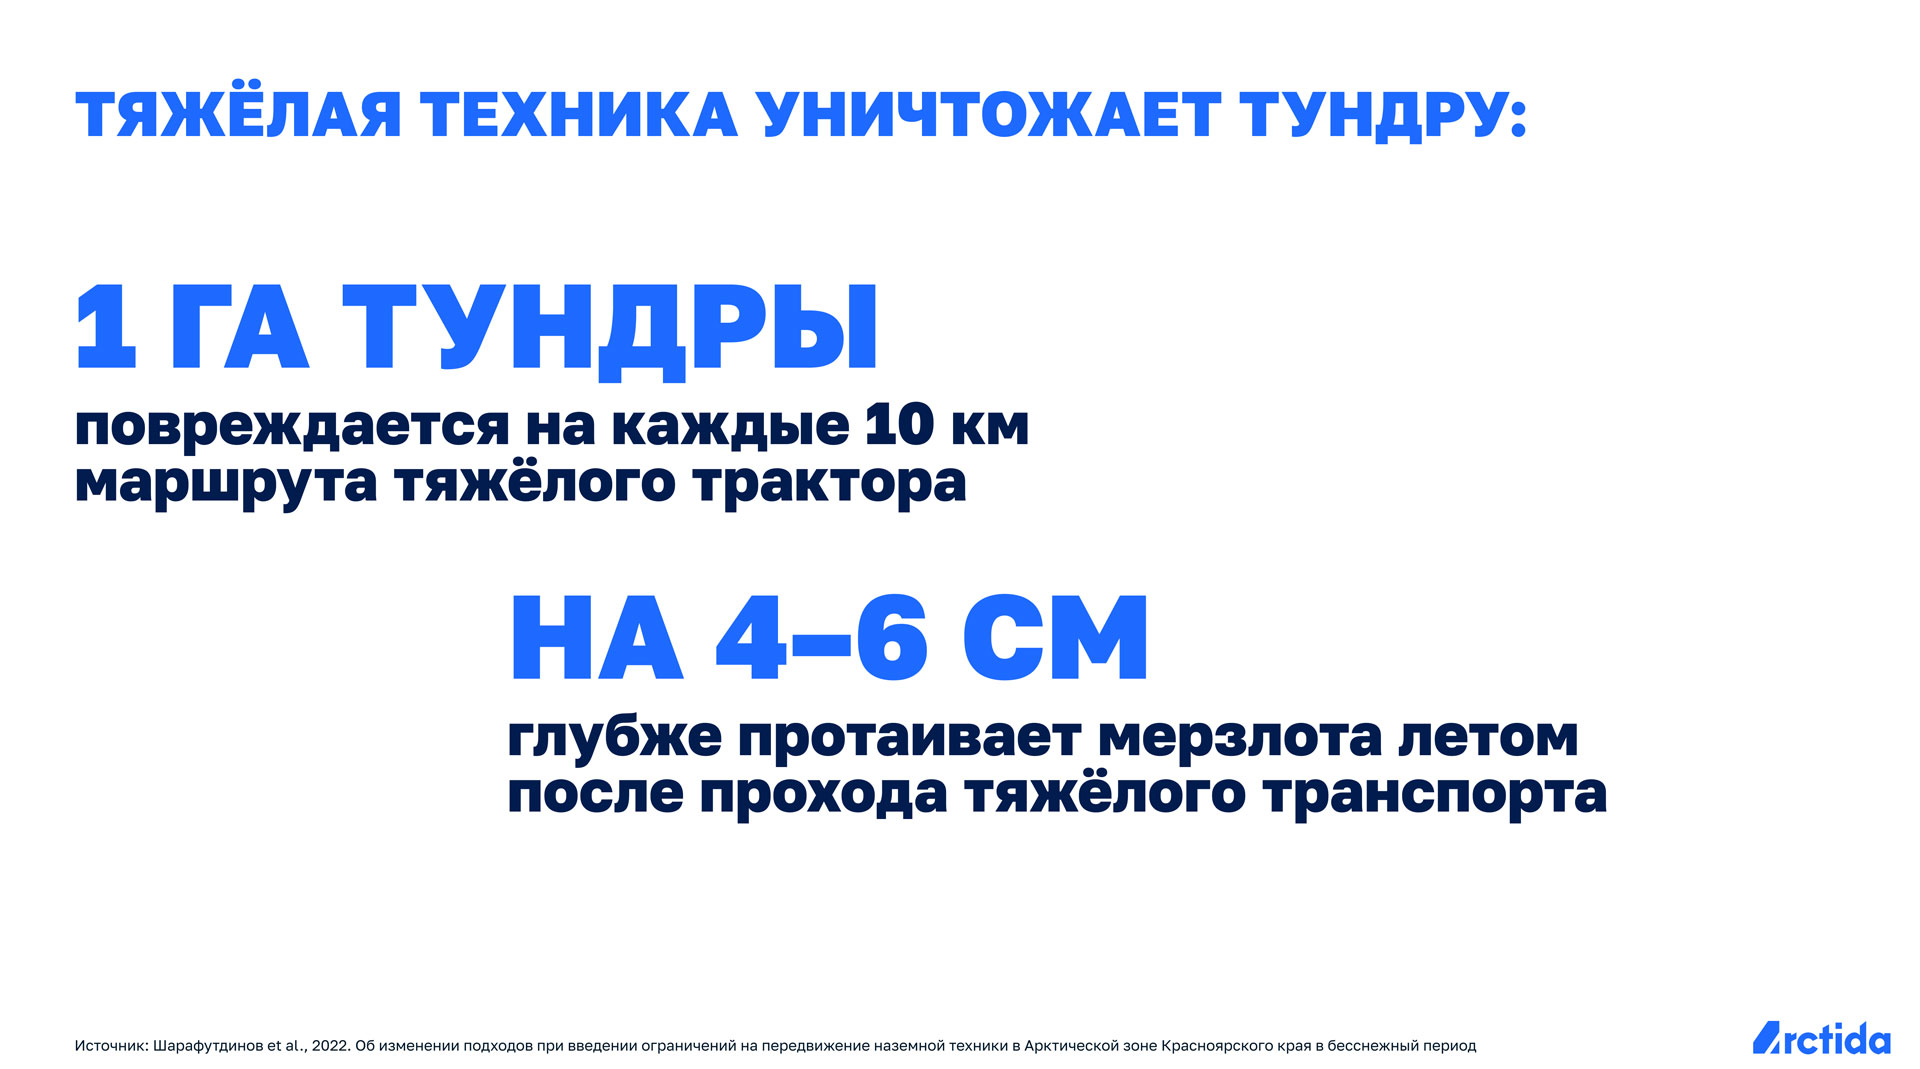 ТЯЖЁЛАЯ ТЕХНИКА УНИЧТОЖАЕТ ТУНДРУ:
1 ГА ТУНДРЫ
повреждается на каждые 10 км
маршрута тяжёлого трактора
НА 4–6 СМ
глубже протаивает мерзлота летом
после прохода тяжёлого транспорта
Источник: Шарафутдинов et al., 2022. Об изменении подходов при введении ограничений на передвижение наземной техники в Арктической зоне Красноярского края в бесснежный период
Arctida